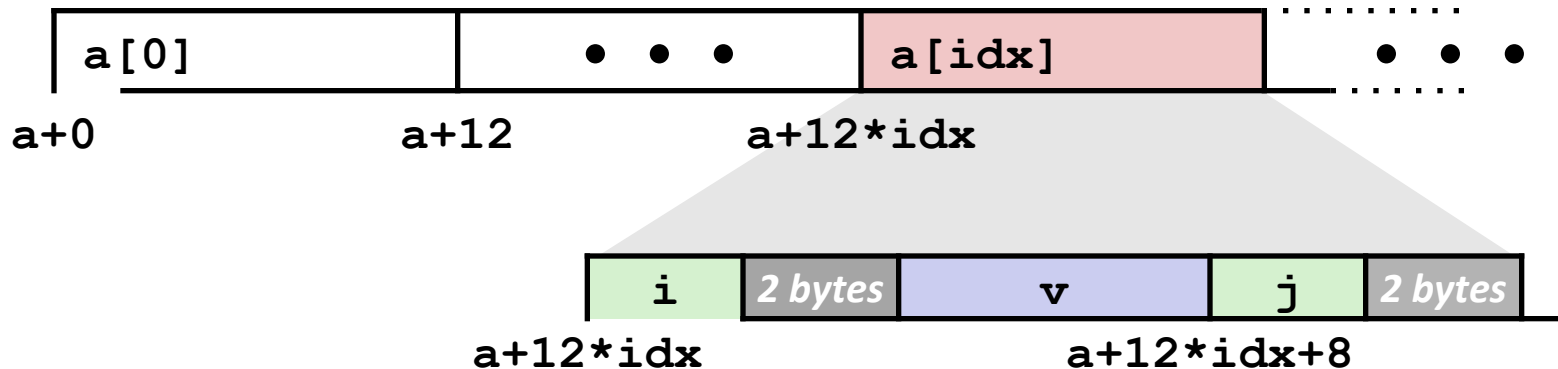 a[0] • • • a[idx] • • •
a+0 a+12 a+12*idx
i 2 bytes v j 2 bytes
a+12*idx a+12*idx+8